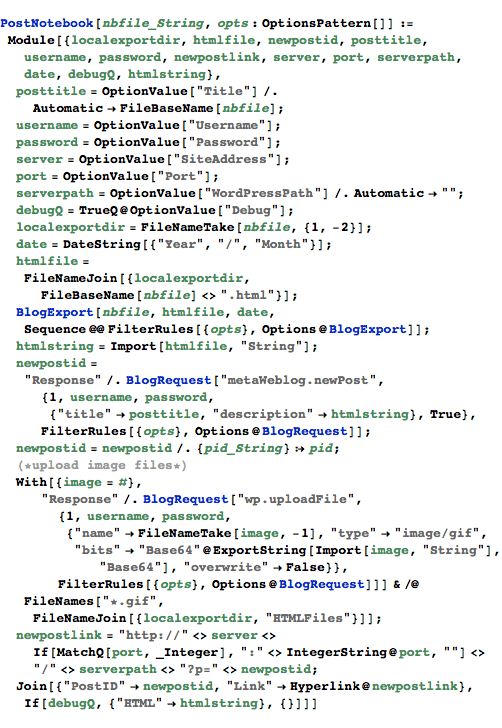 PostNotebook[nbfile_String, opts : OptionsPattern[]] :=
Module[{localexportdir, htmlfile, newpostid, posttitle,
username, password, newpostlink, server, port, serverpath,
date, debugQ, htmlstring},
posttitle = OptionValue["Title"] /.
Automatic → FileBaseName[nbfile];
username = OptionValue["Username"];
password = OptionValue["Password"];
server = OptionValue["SiteAddress"];
port = OptionValue["Port"];
serverpath = OptionValue["WordPressPath"] /. Automatic → "";
debugQ = TrueQ@OptionValue["Debug"];
localexportdir = FileNameTake[nbfile, {1, -2}];
date = DateString[{"Year", "/", "Month"}];
htmlfile =
FileNameJoin[{localexportdir,
FileBaseName[nbfile] <> ".html"}];
BlogExport[nbfile, htmlfile, date,
Sequence @@ FilterRules[{opts}, Options@BlogExport]];
htmlstring = Import[htmlfile, "String"];
newpostid =
"Response" /. BlogRequest["metaWeblog.newPost",
{1, username, password,
{"title" → posttitle, "description" → htmlstring}, True},
FilterRules[{opts}, Options@BlogRequest]];
newpostid = newpostid /. {pid_String} :> pid;
(*upload image files*)
With[{image = #},
"Response" /. BlogRequest["wp.uploadFile",
{1, username, password,
{"name" → FileNameTake[image, -1], "type" → "image/gif",
"bits" → "Base64"@ExportString[Import[image, "String"],
"Base64"], "overwrite" → False}},
FilterRules[{opts}, Options@BlogRequest]]] & /@
FileNames["*.gif",
FileNameJoin[{localexportdir, "HTMLFiles"}]];
newpostlink = "http://" <> server <>
If[MatchQ[port, _Integer], ":" <> IntegerString@port, ""] <>
"/" <> serverpath <> "?p=" <> newpostid;
Join[{"PostID" → newpostid, "Link" → Hyperlink@newpostlink},
If[debugQ, {"HTML" → htmlstring}, {}]]]